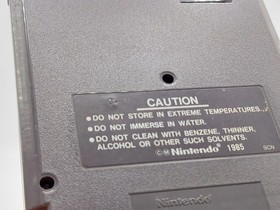 CAUTION
•DO NOT STORE IN EXTREME TEMPERATURES.
•DO NOT IMMERSE IN WATER.
•DO NOT CLEAN WITH BENZENE, THINNER,
ALCOHOL OR OTHER SUCH SOLVENTS.
©Ⓜ Nintendo® 1985
SCN
Nintendo